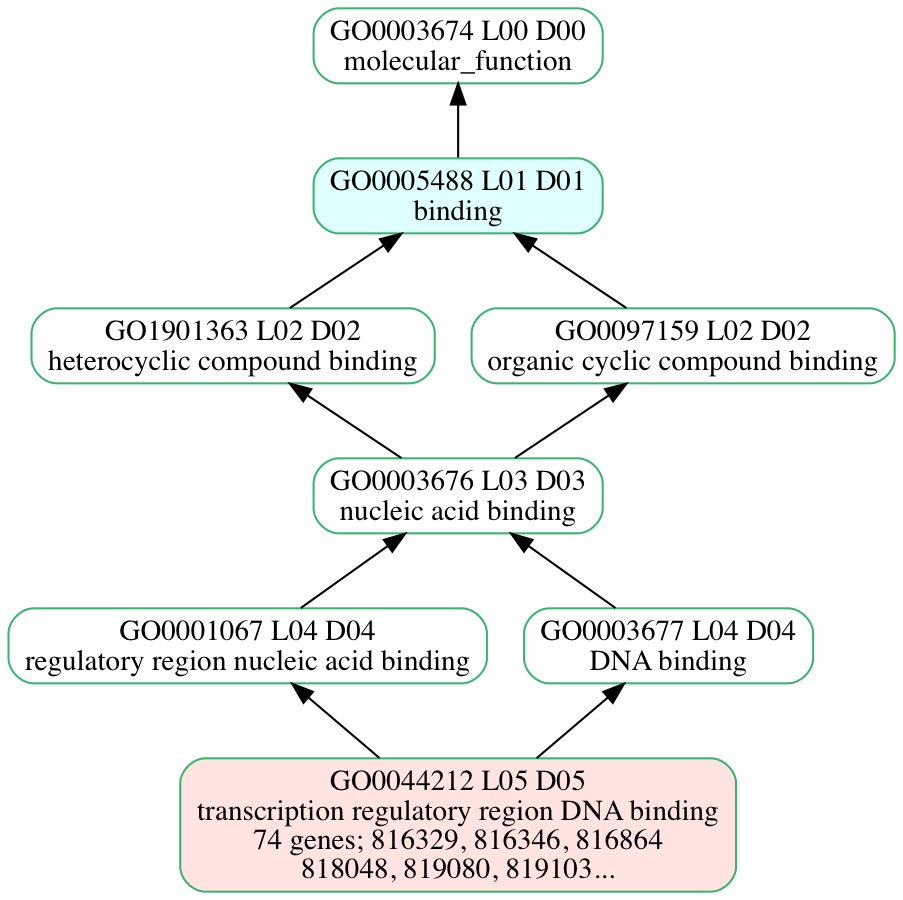 GO0003674 L00 D00
molecular_function
GO0005488 L01 D01
binding
GO1901363 L02 D02
heterocyclic compound binding
GO0097159 L02 D02
organic cyclic compound binding
GO0003676 L03 D03
nucleic acid binding
GO0001067 L04 D04
regulatory region nucleic acid binding
GO0003677 L04 D04
DNA binding
GO0044212 L05 D05
transcription regulatory region DNA binding
74 genes; 816329, 816346, 816864
818048, 819080, 819103...